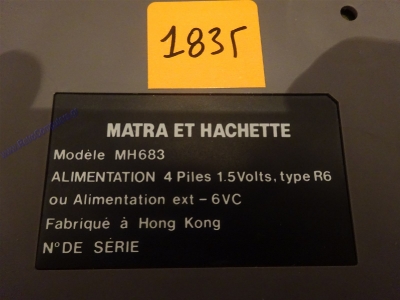 1835
MATRA ET HACHETTE
Modèle MH683
ALIMENTATION 4 Piles 1.5Volts, type R6
ou Alimentation ext - 6VC
Fabriqué à Hong Kong
N° DE SÉRIE